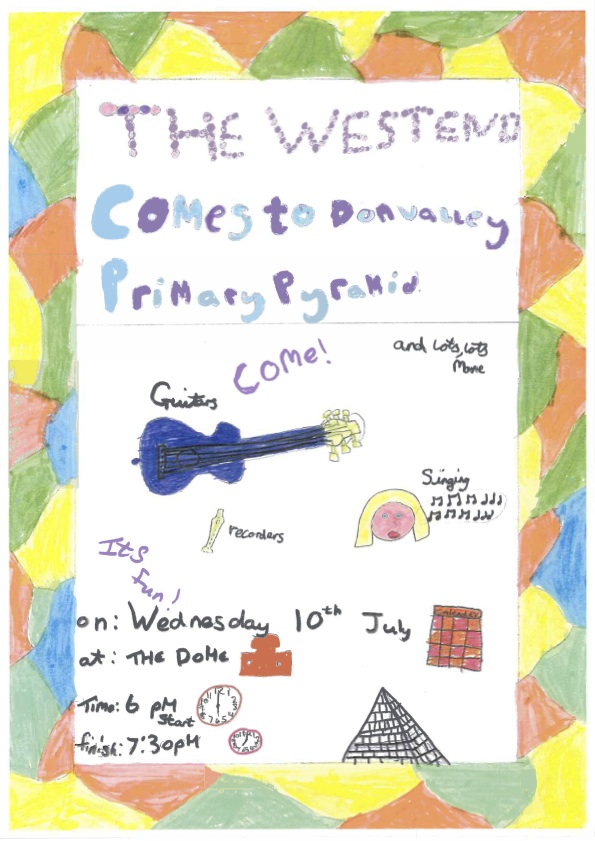 THE WESTEND
Comes to Donvalley
Primary Pyramid
Come!
and Lots, Lots
More
Guitars
Singing
recorders
Its
fun!
on: Wednesday 10th July
at: THE DOME
Time: 6 pm
Start
finish: 7:30pm